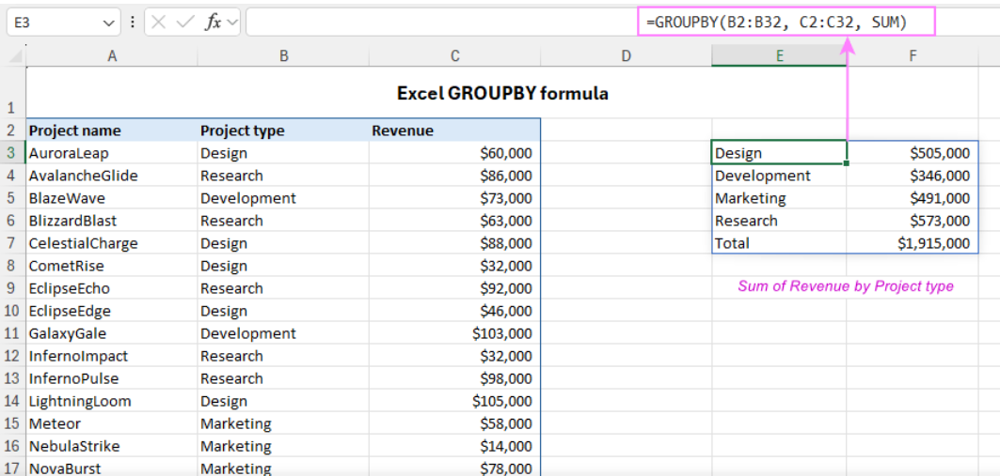 E3 fx =GROUPBY(B2:B32, C2:C32, SUM)
A B C D E F
1 Excel GROUPBY formula
2 Project name Project type Revenue
3 AuroraLeap Design $60,000 Design $505,000
4 AvalancheGlide Research $86,000 Development $346,000
5 BlazeWave Development $73,000 Marketing $491,000
6 BlizzardBlast Research $63,000 Research $573,000
7 CelestialCharge Design $88,000 Total $1,915,000
8 CometRise Design $32,000
9 EclipseEcho Research $92,000 Sum of Revenue by Project type
10 EclipseEdge Design $46,000
11 GalaxyGale Development $103,000
12 InfernoImpact Research $32,000
13 InfernoPulse Research $98,000
14 LightningLoom Design $105,000
15 Meteor Marketing $58,000
16 NebulaStrike Marketing $14,000
17 NovaBurst Marketing $78,000